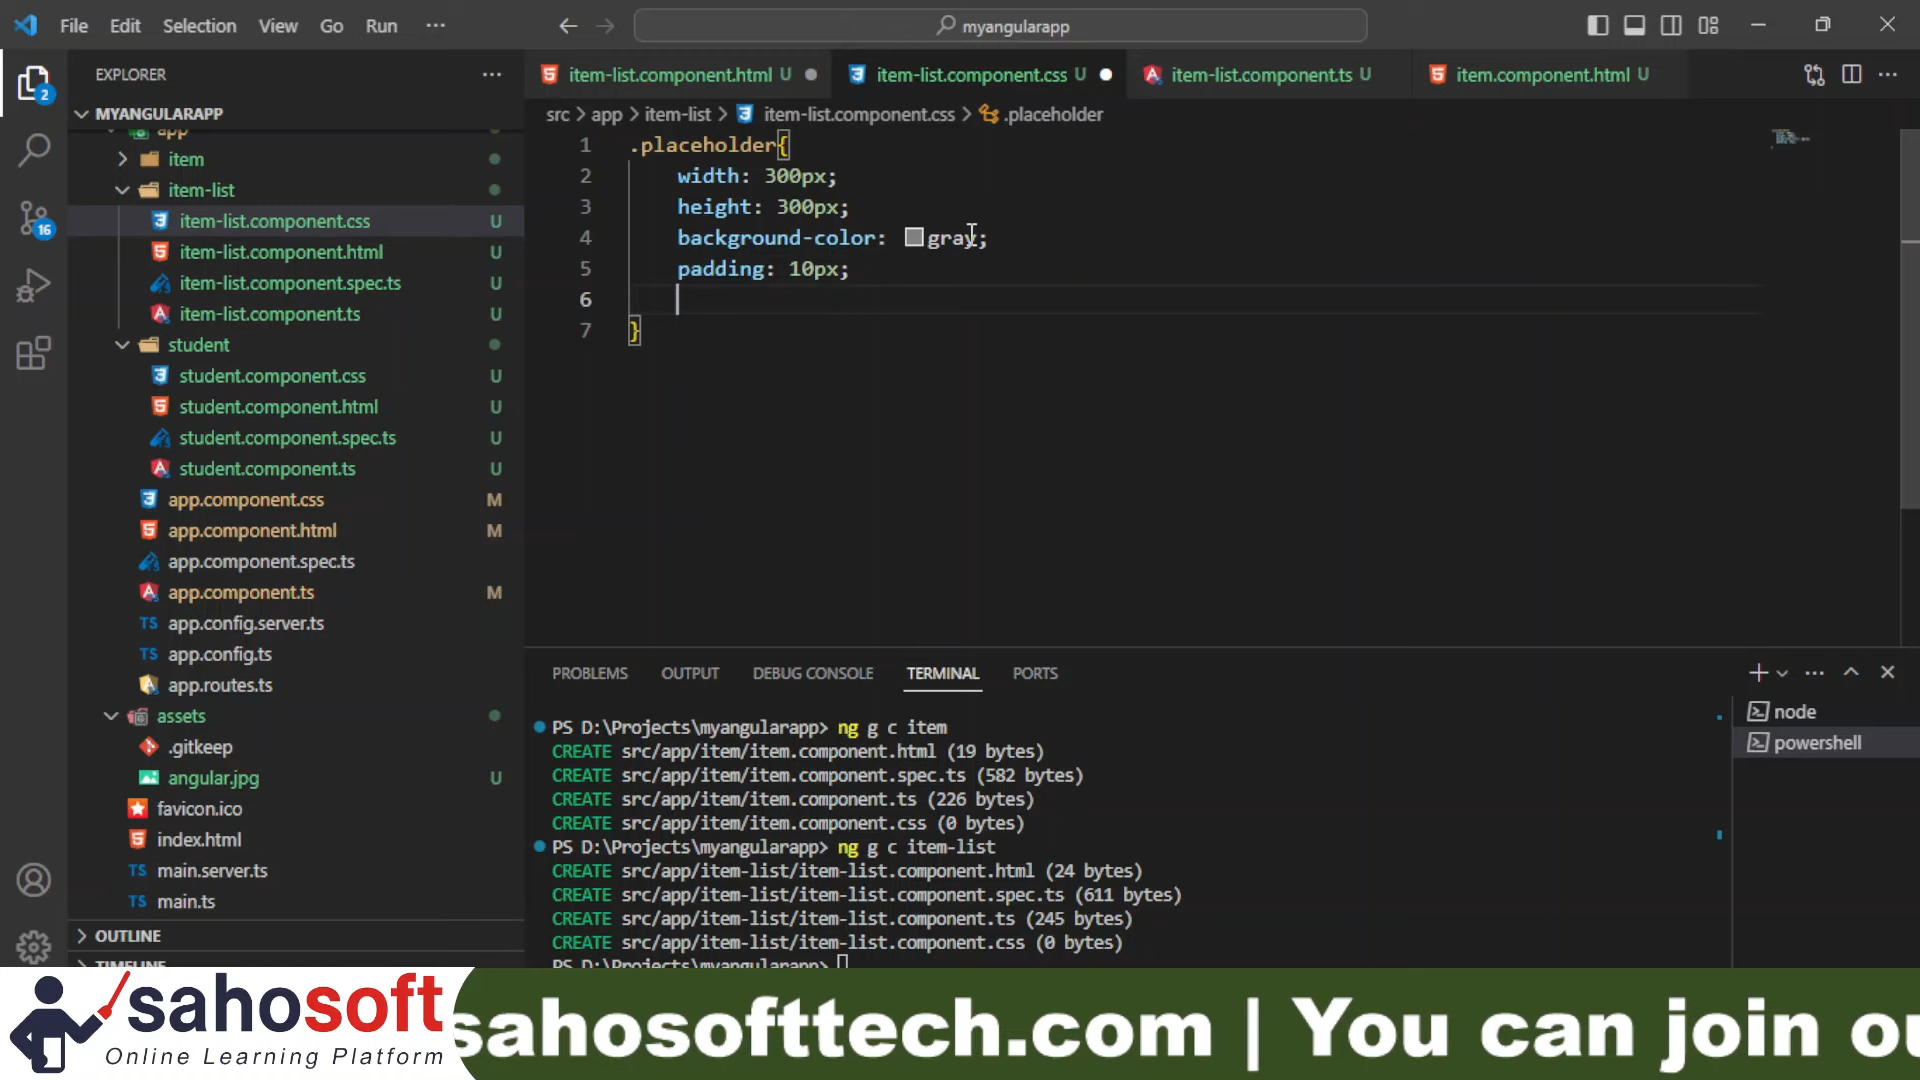 File Edit Selection View Go Run ··· myangularapp
EXPLORER ···
MYANGULARAPP
app
item
item-list
item-list.component.css U
item-list.component.html U
item-list.component.spec.ts U
item-list.component.ts U
student
student.component.css U
student.component.html U
student.component.spec.ts U
student.component.ts U
app.component.css M
app.component.html M
app.component.spec.ts
app.component.ts M
TS app.config.server.ts
TS app.config.ts
app.routes.ts
assets
.gitkeep
angular.jpg U
favicon.ico
index.html
TS main.server.ts
TS main.ts
OUTLINE
TIMELINE
2
16
item-list.component.html U item-list.component.css U item-list.component.ts U item.component.html U
src > app > item-list > item-list.component.css > .placeholder
1 .placeholder{
2 width: 300px;
3 height: 300px;
4 background-color: gray;
5 padding: 10px;
6
7 }
PROBLEMS OUTPUT DEBUG CONSOLE TERMINAL PORTS
PS D:\Projects\myangularapp> ng g c item
CREATE src/app/item/item.component.html (19 bytes)
CREATE src/app/item/item.component.spec.ts (582 bytes)
CREATE src/app/item/item.component.ts (226 bytes)
CREATE src/app/item/item.component.css (0 bytes)
PS D:\Projects\myangularapp> ng g c item-list
CREATE src/app/item-list/item-list.component.html (24 bytes)
CREATE src/app/item-list/item-list.component.spec.ts (611 bytes)
CREATE src/app/item-list/item-list.component.ts (245 bytes)
CREATE src/app/item-list/item-list.component.css (0 bytes)
PS D:\Projects\myangularapp>
node
powershell
sahosoft
Online Learning Platform
sahosofttech.com | You can join ou